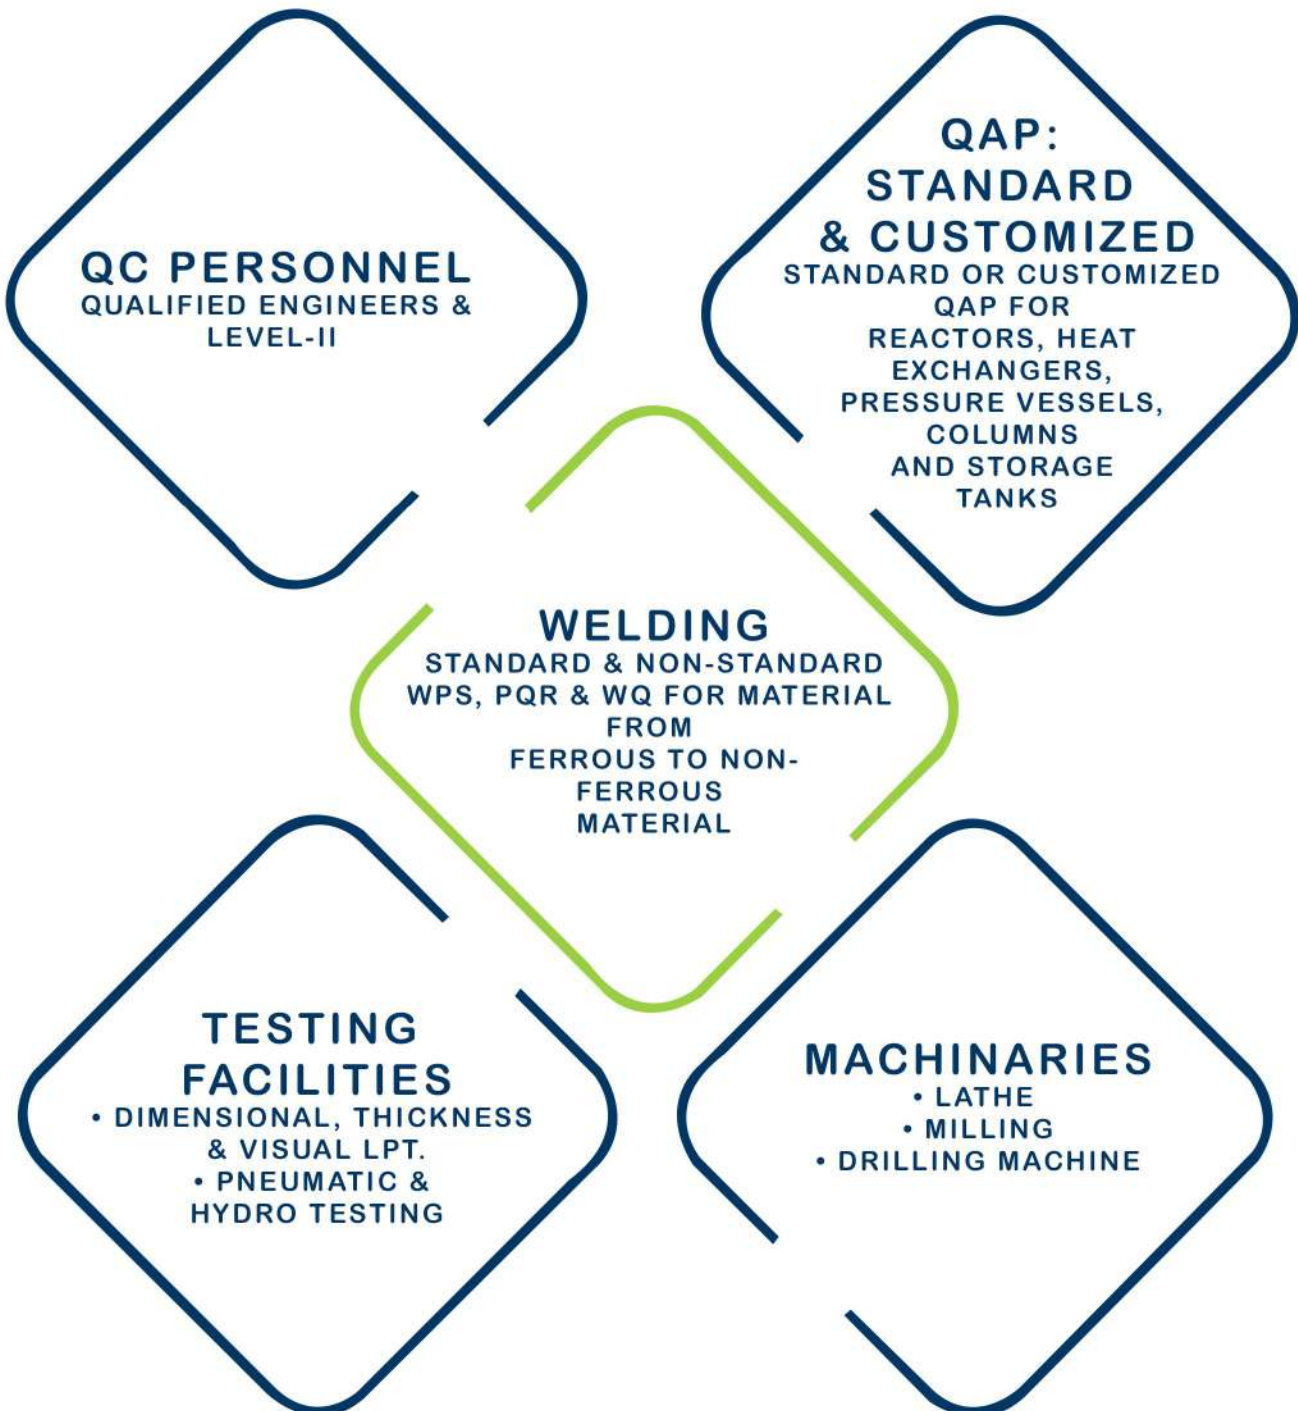 QC PERSONNEL
QUALIFIED ENGINEERS &
LEVEL-II
QAP:
STANDARD
& CUSTOMIZED
STANDARD OR CUSTOMIZED
QAP FOR
REACTORS, HEAT
EXCHANGERS,
PRESSURE VESSELS,
COLUMNS
AND STORAGE
TANKS
WELDING
STANDARD & NON-STANDARD
WPS, PQR & WQ FOR MATERIAL
FROM
FERROUS TO NON-
FERROUS
MATERIAL
TESTING
FACILITIES
• DIMENSIONAL, THICKNESS
& VISUAL LPT.
• PNEUMATIC &
HYDRO TESTING
MACHINARIES
• LATHE
• MILLING
• DRILLING MACHINE